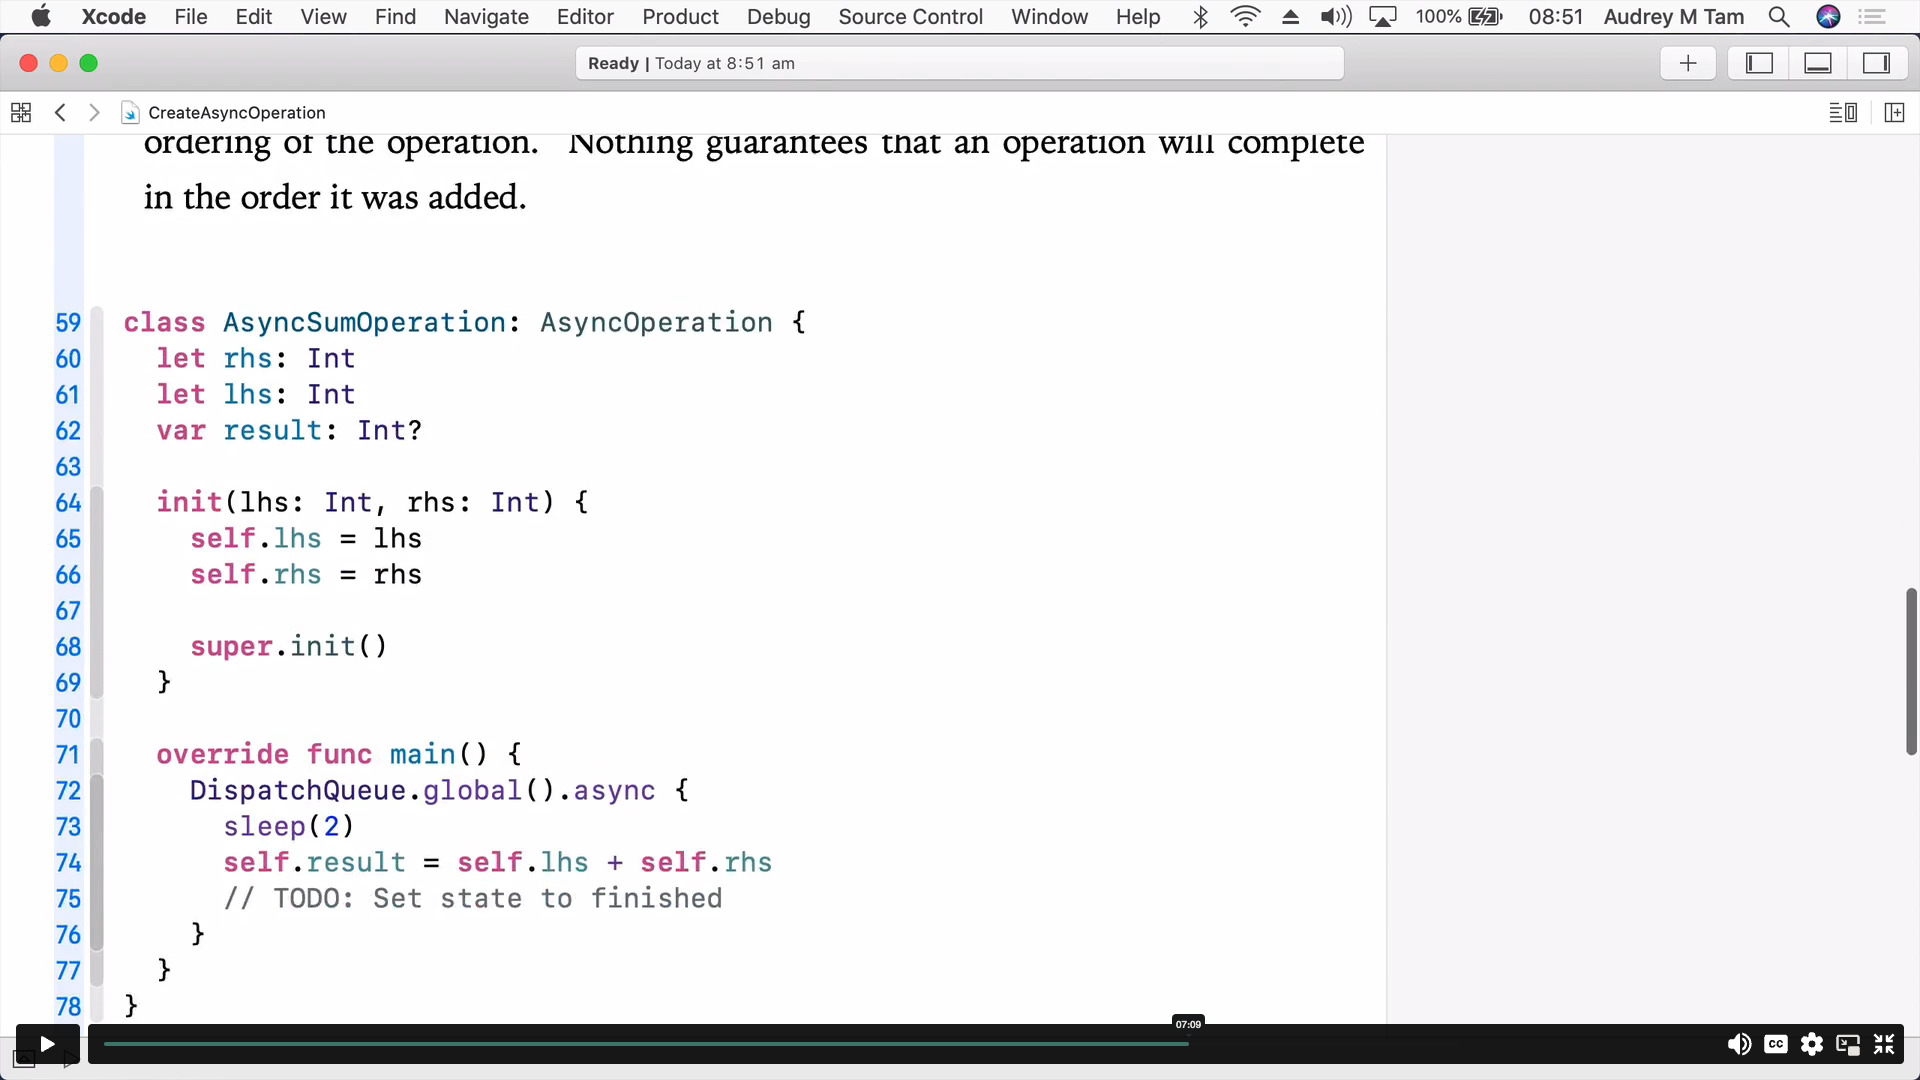 Xcode File Edit View Find Navigate Editor Product Debug Source Control Window Help 100% 08:51 Audrey M Tam
Ready | Today at 8:51 am
CreateAsyncOperation
ordering of the operation. Nothing guarantees that an operation will complete
in the order it was added.
59 class AsyncSumOperation: AsyncOperation {
60 let rhs: Int
61 let lhs: Int
62 var result: Int?
63
64 init(lhs: Int, rhs: Int) {
65 self.lhs = lhs
66 self.rhs = rhs
67
68 super.init()
69 }
70
71 override func main() {
72 DispatchQueue.global().async {
73 sleep(2)
74 self.result = self.lhs + self.rhs
75 // TODO: Set state to finished
76 }
77 }
78 }
07:09
CC